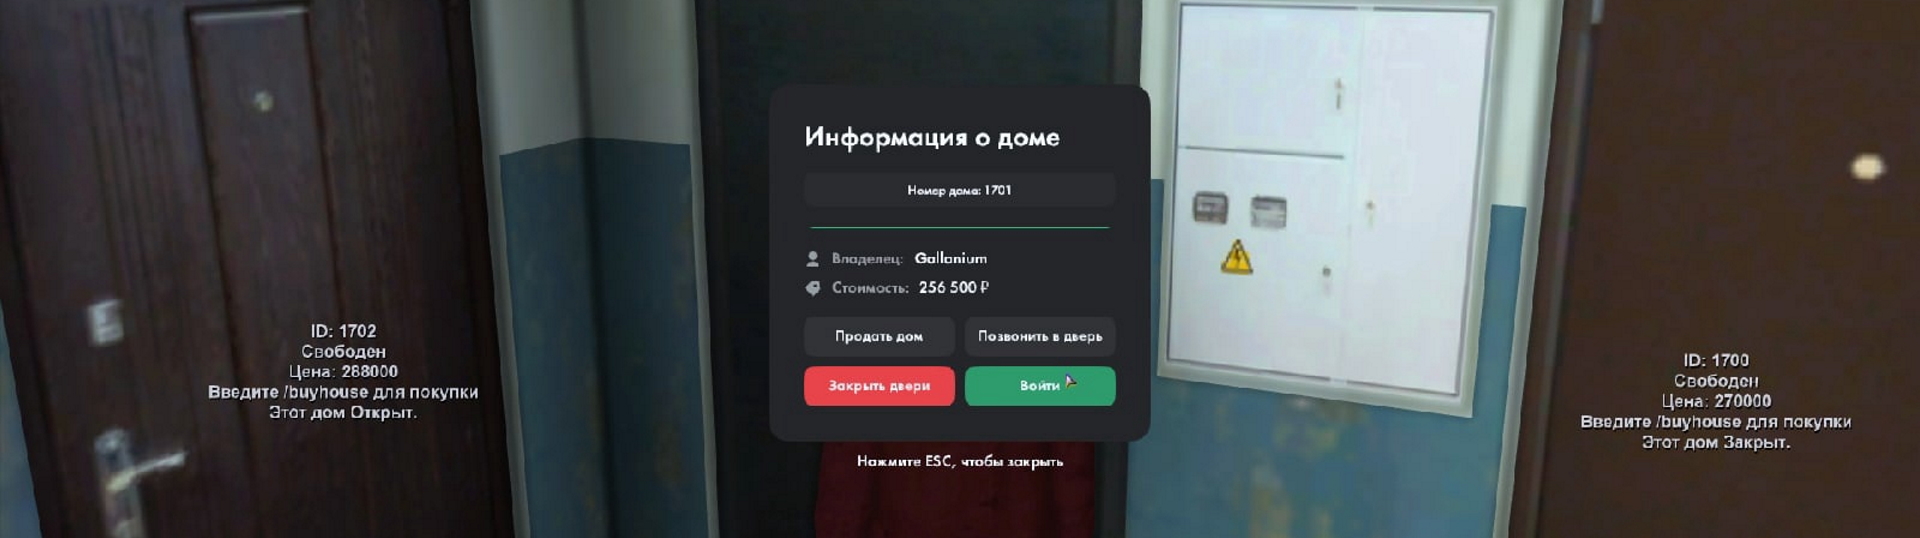 Информация о доме
Номер дома: 1701
Владелец: Gallanium
Стоимость: 256 500 ₽
Продать дом
Позвонить в дверь
Закрыть двери
Войти
Нажмите ESC, чтобы закрыть
ID: 1702
Свободен
Цена: 288000
Введите /buyhouse для покупки
Этот дом Открыт.
ID: 1700
Свободен
Цена: 270000
Введите /buyhouse для покупки
Этот дом Закрыт.